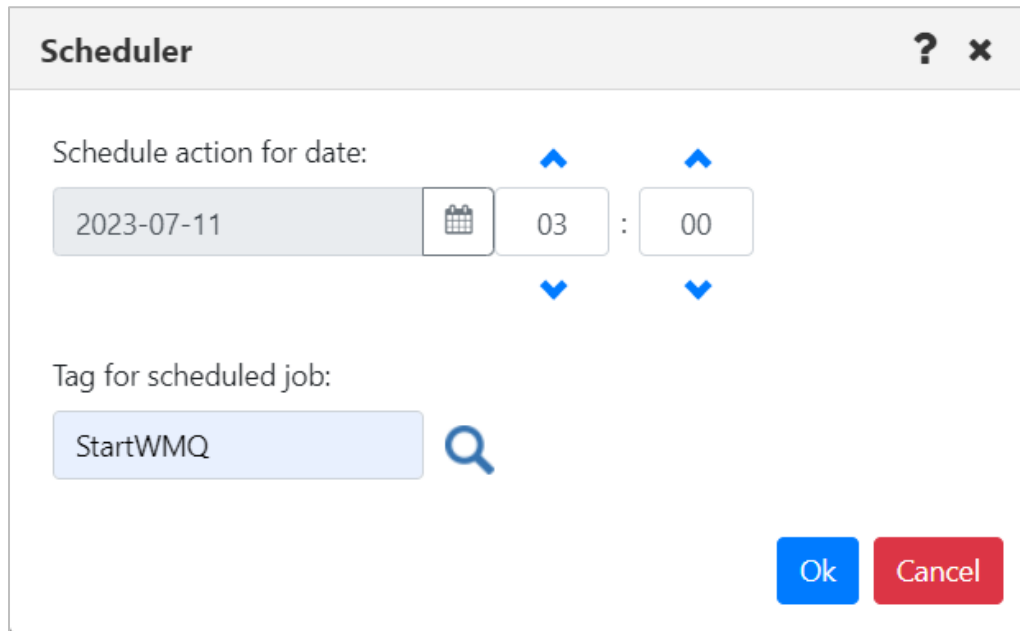 Scheduler ? ×
Schedule action for date:
2023-07-11 03 : 00
Tag for scheduled job:
StartWMQ
Ok Cancel